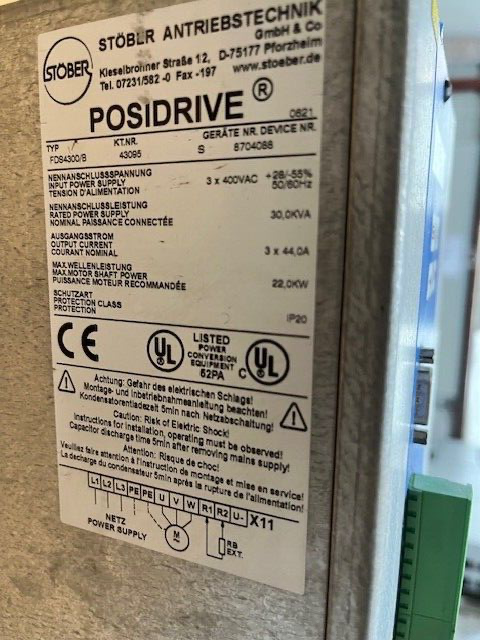 STÖBER
STÖBER ANTRIEBSTECHNIK
GmbH & Co
Kieselbronner Straße 12, D-75177 Pforzheim
Tel. 07231/582 -0 Fax -197 www.stoeber.de
POSIDRIVE ®
0621
TYP KT.NR. GERÄTE NR. DEVICE NR.
FDS4300/B 43095 S 8704088
NENNANSCHLUSSSPANNUNG
INPUT POWER SUPPLY 3 x 400VAC +28/-55%
TENSION D'ALIMENTATION 50/60Hz
NENNANSCHLUSSLEISTUNG
RATED POWER SUPPLY 30,0KVA
NOMINAL PAISSANCE CONNECTÉE
AUSGANGSSTROM
OUTPUT CURRENT 3 x 44,0A
COURANT NOMINAL
MAX.WELLENLEISTUNG
MAX.MOTOR SHAFT POWER 22,0KW
PUISSANCE MOTEUR RECOMMANDÉE
SCHUTZART
PROTECTION CLASS
PROTECTION IP20
CE
UL
LISTED
POWER
CONVERSION
EQUIPMENT
62PA
C UL
Achtung: Gefahr des elektrischen Schlags!
Montage- und Inbetriebnahmeanleitung beachten!
Kondensatorentladezeit 5min nach Netzabschaltung!
Caution: Risk of Elektric Shock!
Instructions for installation, operating must be observed!
Capacitor discharge time 5min after removing mains supply!
Attention: Risque de choc!
Veuillez faire attention à l'instruction de montage et mise en service!
La decharge du condensateur 5min après la rupture de l'alimentation!
L1 L2 L3 PE PE U V W R1 R2 U- X11
NETZ
POWER SUPPLY
M
RB
EXT.